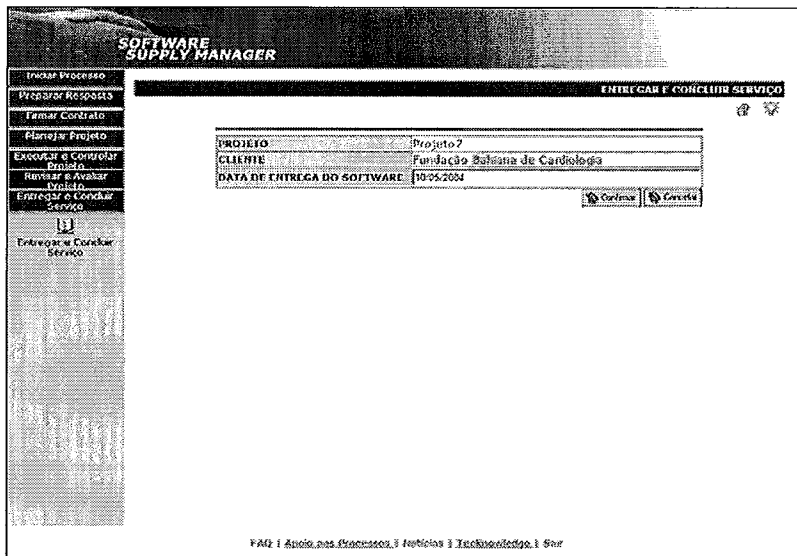 SOFTWARE
SUPPLY MANAGER
Iniciar Processo
Preparar Resposta
Firmar Contrato
Planejar Projeto
Executar e Controlar
Projeto
Revisar e Avaliar
Projeto
Entregar e Concluir
Serviço
Entregar e Concluir
Serviço
ENTREGAR E CONCLUIR SERVIÇO
PROJETO Projeto7
CLIENTE Fundação Bahiana de Cardiologia
DATA DE ENTREGA DO SOFTWARE 10/05/2004
Confirmar Cancelar
FAQ | Apoio aos Processos | Notícias | Tecknowledge | Sair